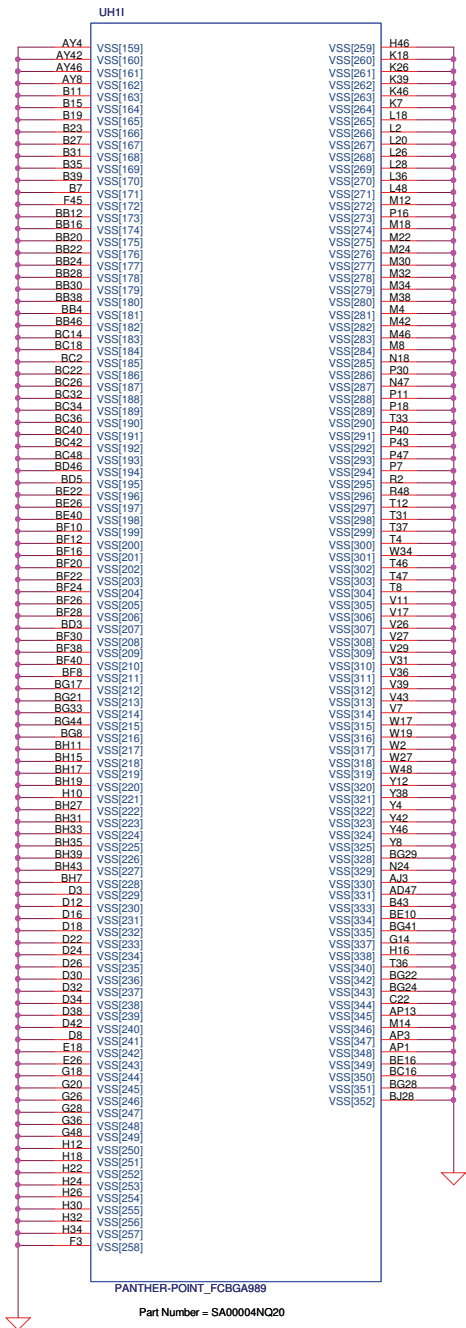 UH1I
AY4 VSS[159]
AY42 VSS[160]
AY46 VSS[161]
AY8 VSS[162]
B11 VSS[163]
B15 VSS[164]
B19 VSS[165]
B23 VSS[166]
B27 VSS[167]
B31 VSS[168]
B35 VSS[169]
B39 VSS[170]
B7 VSS[171]
F45 VSS[172]
BB12 VSS[173]
BB16 VSS[174]
BB20 VSS[175]
BB22 VSS[176]
BB24 VSS[177]
BB28 VSS[178]
BB30 VSS[179]
BB38 VSS[180]
BB4 VSS[181]
BB46 VSS[182]
BC14 VSS[183]
BC18 VSS[184]
BC2 VSS[185]
BC22 VSS[186]
BC26 VSS[187]
BC32 VSS[188]
BC34 VSS[189]
BC36 VSS[190]
BC40 VSS[191]
BC42 VSS[192]
BC48 VSS[193]
BD46 VSS[194]
BD5 VSS[195]
BE22 VSS[196]
BE26 VSS[197]
BE40 VSS[198]
BF10 VSS[199]
BF12 VSS[200]
BF16 VSS[201]
BF20 VSS[202]
BF22 VSS[203]
BF24 VSS[204]
BF26 VSS[205]
BF28 VSS[206]
BD3 VSS[207]
BF30 VSS[208]
BF38 VSS[209]
BF40 VSS[210]
BF8 VSS[211]
BG17 VSS[212]
BG21 VSS[213]
BG33 VSS[214]
BG44 VSS[215]
BG8 VSS[216]
BH11 VSS[217]
BH15 VSS[218]
BH17 VSS[219]
BH19 VSS[220]
H10 VSS[221]
BH27 VSS[222]
BH31 VSS[223]
BH33 VSS[224]
BH35 VSS[225]
BH39 VSS[226]
BH43 VSS[227]
BH7 VSS[228]
D3 VSS[229]
D12 VSS[230]
D16 VSS[231]
D18 VSS[232]
D22 VSS[233]
D24 VSS[234]
D26 VSS[235]
D30 VSS[236]
D32 VSS[237]
D34 VSS[238]
D38 VSS[239]
D42 VSS[240]
D8 VSS[241]
E18 VSS[242]
E26 VSS[243]
G18 VSS[244]
G20 VSS[245]
G26 VSS[246]
G28 VSS[247]
G36 VSS[248]
G48 VSS[249]
H12 VSS[250]
H18 VSS[251]
H22 VSS[252]
H24 VSS[253]
H26 VSS[254]
H30 VSS[255]
H32 VSS[256]
H34 VSS[257]
F3 VSS[258]
VSS[259] H46
VSS[260] K18
VSS[261] K26
VSS[262] K39
VSS[263] K46
VSS[264] K7
VSS[265] L18
VSS[266] L2
VSS[267] L20
VSS[268] L26
VSS[269] L28
VSS[270] L36
VSS[271] L48
VSS[272] M12
VSS[273] P16
VSS[274] M18
VSS[275] M22
VSS[276] M24
VSS[277] M30
VSS[278] M32
VSS[279] M34
VSS[280] M38
VSS[281] M4
VSS[282] M42
VSS[283] M46
VSS[284] M8
VSS[285] N18
VSS[286] P30
VSS[287] N47
VSS[288] P11
VSS[289] P18
VSS[290] T33
VSS[291] P40
VSS[292] P43
VSS[293] P47
VSS[294] P7
VSS[295] R2
VSS[296] R48
VSS[297] T12
VSS[298] T31
VSS[299] T37
VSS[300] T4
VSS[301] W34
VSS[302] T46
VSS[303] T47
VSS[304] T8
VSS[305] V11
VSS[306] V17
VSS[307] V26
VSS[308] V27
VSS[309] V29
VSS[310] V31
VSS[311] V36
VSS[312] V39
VSS[313] V43
VSS[314] V7
VSS[315] W17
VSS[316] W19
VSS[317] W2
VSS[318] W27
VSS[319] W48
VSS[320] Y12
VSS[321] Y38
VSS[322] Y4
VSS[323] Y42
VSS[324] Y46
VSS[325] Y8
VSS[328] BG29
VSS[329] N24
VSS[330] AJ3
VSS[331] AD47
VSS[333] B43
VSS[334] BE10
VSS[335] BG41
VSS[337] G14
VSS[338] H16
VSS[340] T36
VSS[342] BG22
VSS[343] BG24
VSS[344] C22
VSS[345] AP13
VSS[346] M14
VSS[347] AP3
VSS[348] AP1
VSS[349] BE16
VSS[350] BC16
VSS[351] BG28
VSS[352] BJ28
PANTHER-POINT_FCBGA989
Part Number = SA00004NQ20